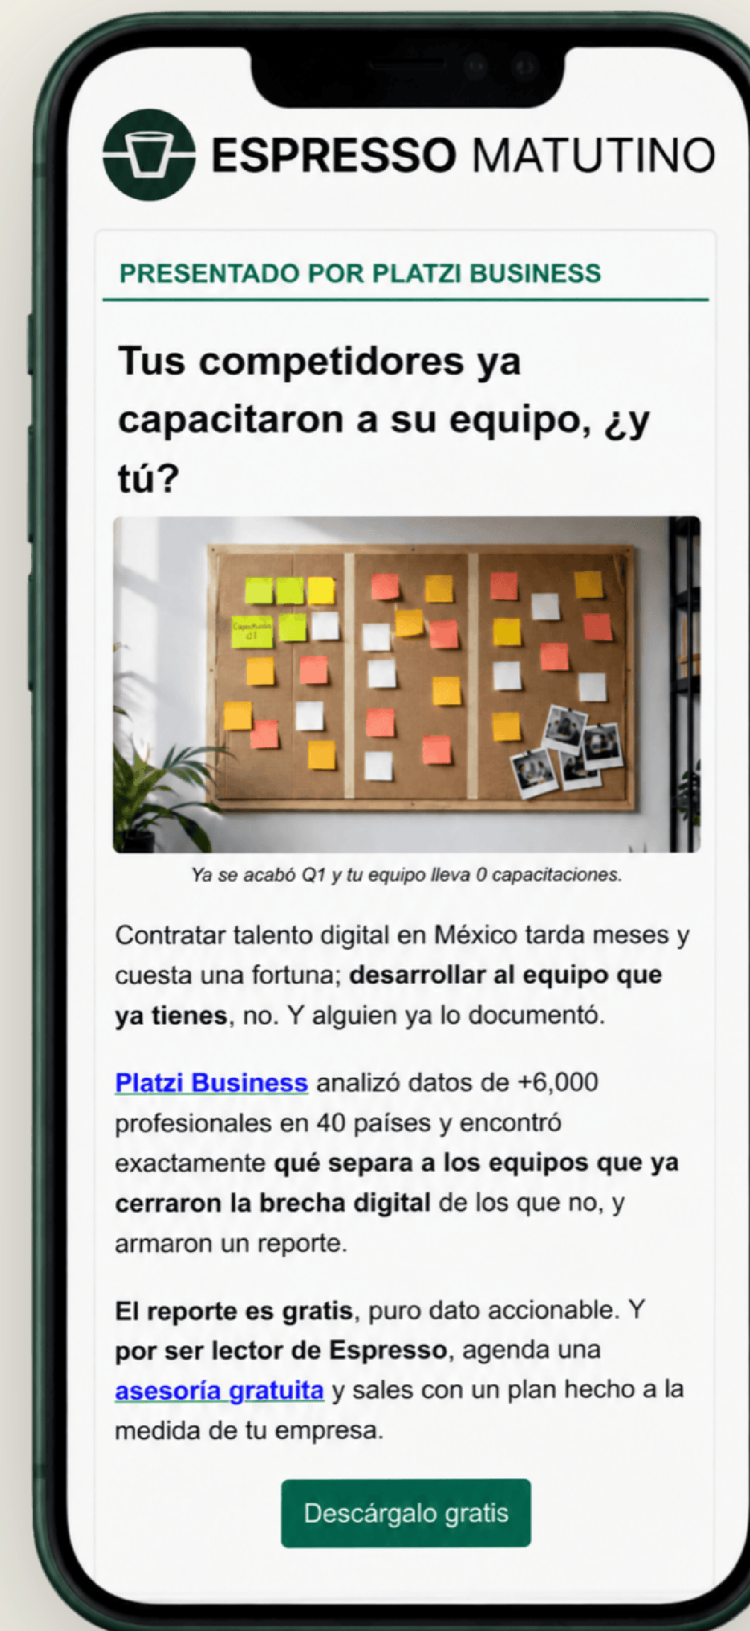 ESPRESSO MATUTINO
PRESENTADO POR PLATZI BUSINESS
Tus competidores ya
capacitaron a su equipo, ¿y
tú?
Ya se acabó Q1 y tu equipo lleva 0 capacitaciones.
Contratar talento digital en México tarda meses y
cuesta una fortuna; desarrollar al equipo que
ya tienes, no. Y alguien ya lo documentó.
Platzi Business analizó datos de +6,000
profesionales en 40 países y encontró
exactamente qué separa a los equipos que ya
cerraron la brecha digital de los que no, y
armaron un reporte.
El reporte es gratis, puro dato accionable. Y
por ser lector de Espresso, agenda una
asesoría gratuita y sales con un plan hecho a la
medida de tu empresa.
Descárgalo gratis